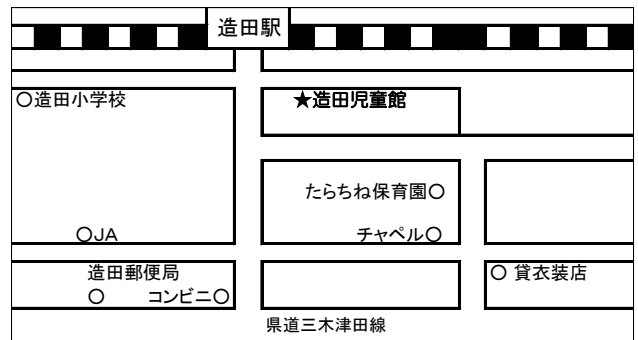 造田駅
○造田小学校
★造田児童館
たらちね保育園○
○JA
チャペル○
造田郵便局
○
コンビニ○
○ 貸衣装店
県道三木津田線